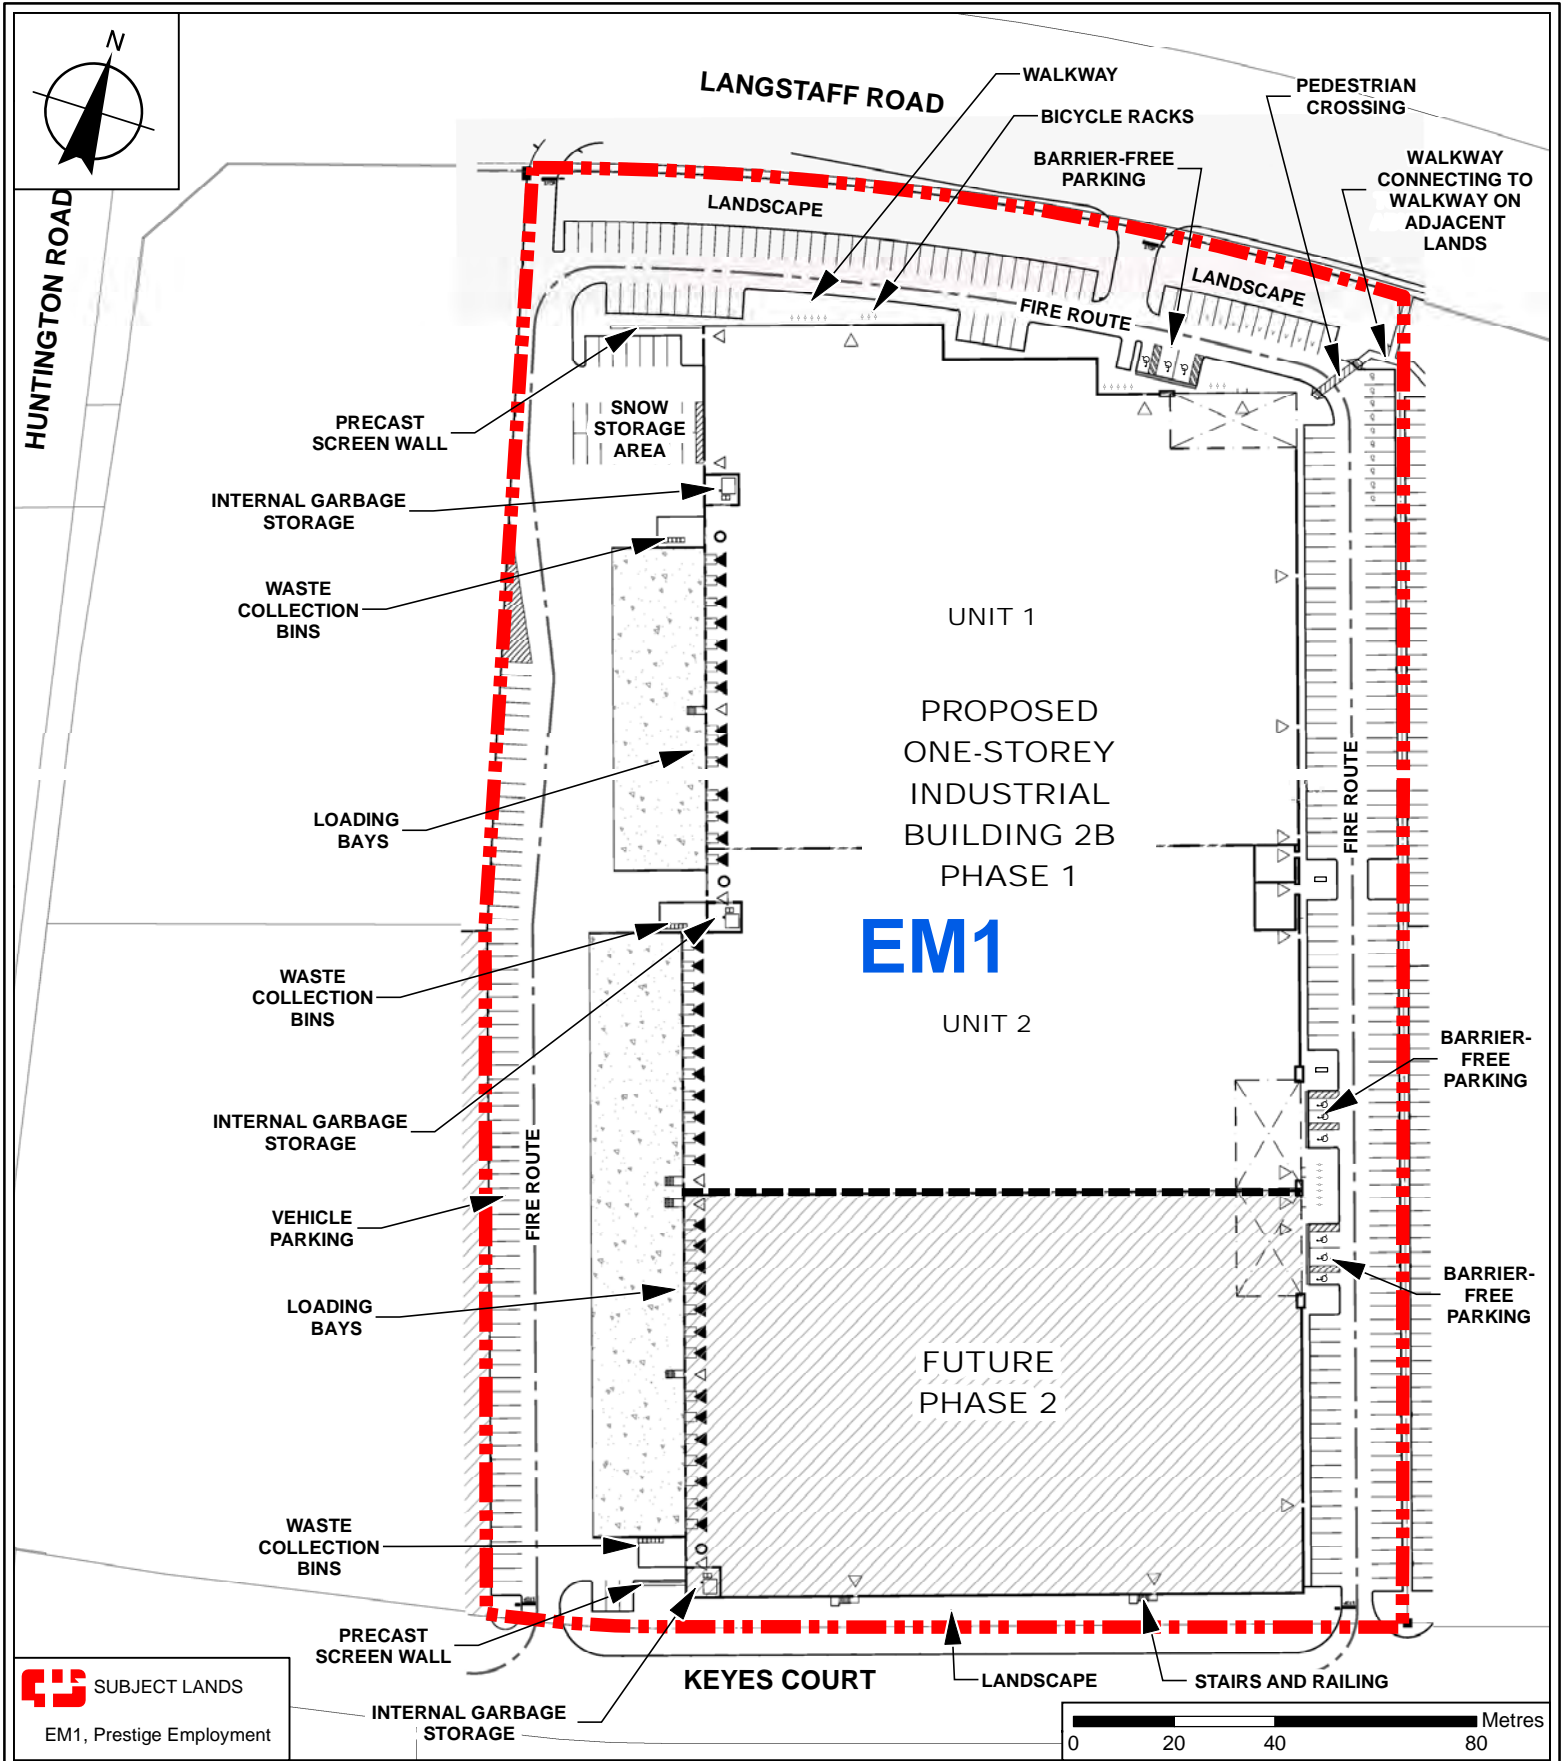 N
LANGSTAFF ROAD
WALKWAY
BICYCLE RACKS
PEDESTRIAN
CROSSING
BARRIER-FREE
PARKING
WALKWAY
CONNECTING TO
WALKWAY ON
ADJACENT
LANDS
HUNTINGTON ROAD
LANDSCAPE
LANDSCAPE
FIRE ROUTE
PRECAST
SCREEN WALL
SNOW
STORAGE
AREA
INTERNAL GARBAGE
STORAGE
WASTE
COLLECTION
BINS
UNIT 1
PROPOSED
ONE-STOREY
INDUSTRIAL
BUILDING 2B
PHASE 1
FIRE ROUTE
LOADING
BAYS
EM1
WASTE
COLLECTION
BINS
UNIT 2
BARRIER-
FREE
PARKING
INTERNAL GARBAGE
STORAGE
FIRE ROUTE
VEHICLE
PARKING
LOADING
BAYS
BARRIER-
FREE
PARKING
FUTURE
PHASE 2
WASTE
COLLECTION
BINS
PRECAST
SCREEN WALL
KEYES COURT
LANDSCAPE
STAIRS AND RAILING
INTERNAL GARBAGE
STORAGE
SUBJECT LANDS
EM1, Prestige Employment
Metres
0 20 40 80